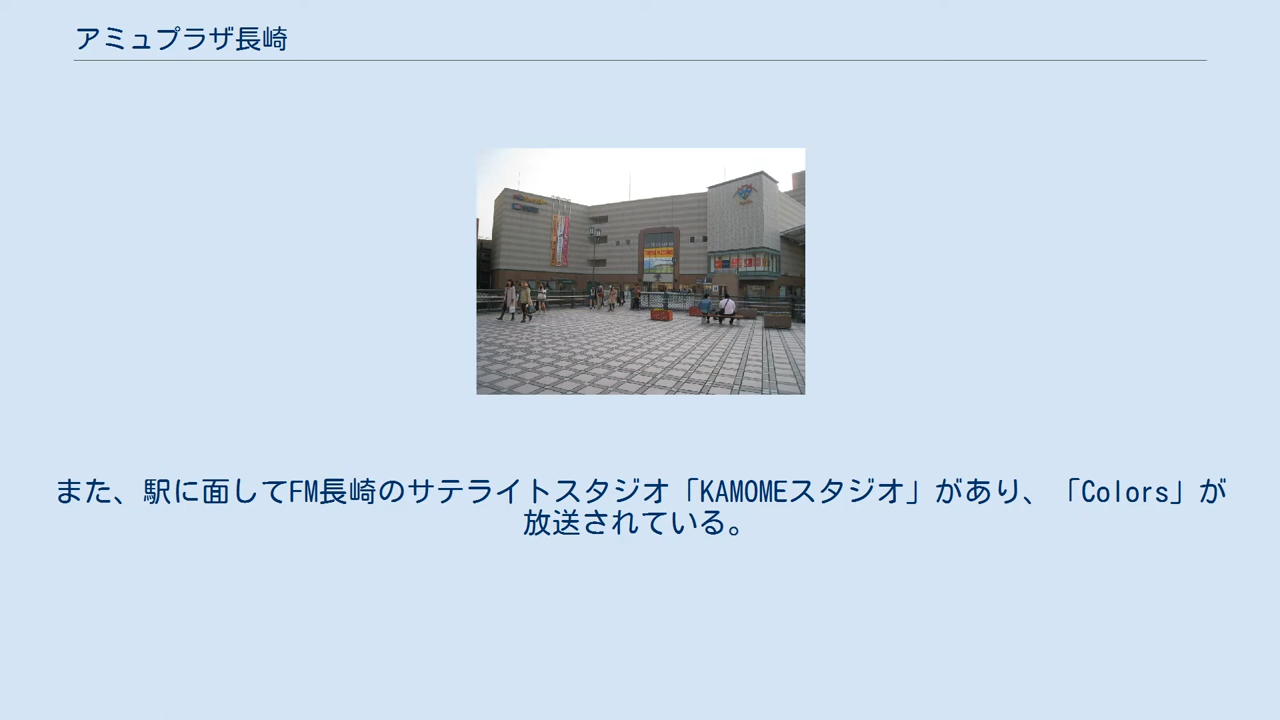 アミュプラザ長崎
また、駅に面してFM長崎のサテライトスタジオ「KAMOMEスタジオ」があり、「Colors」が
放送されている。